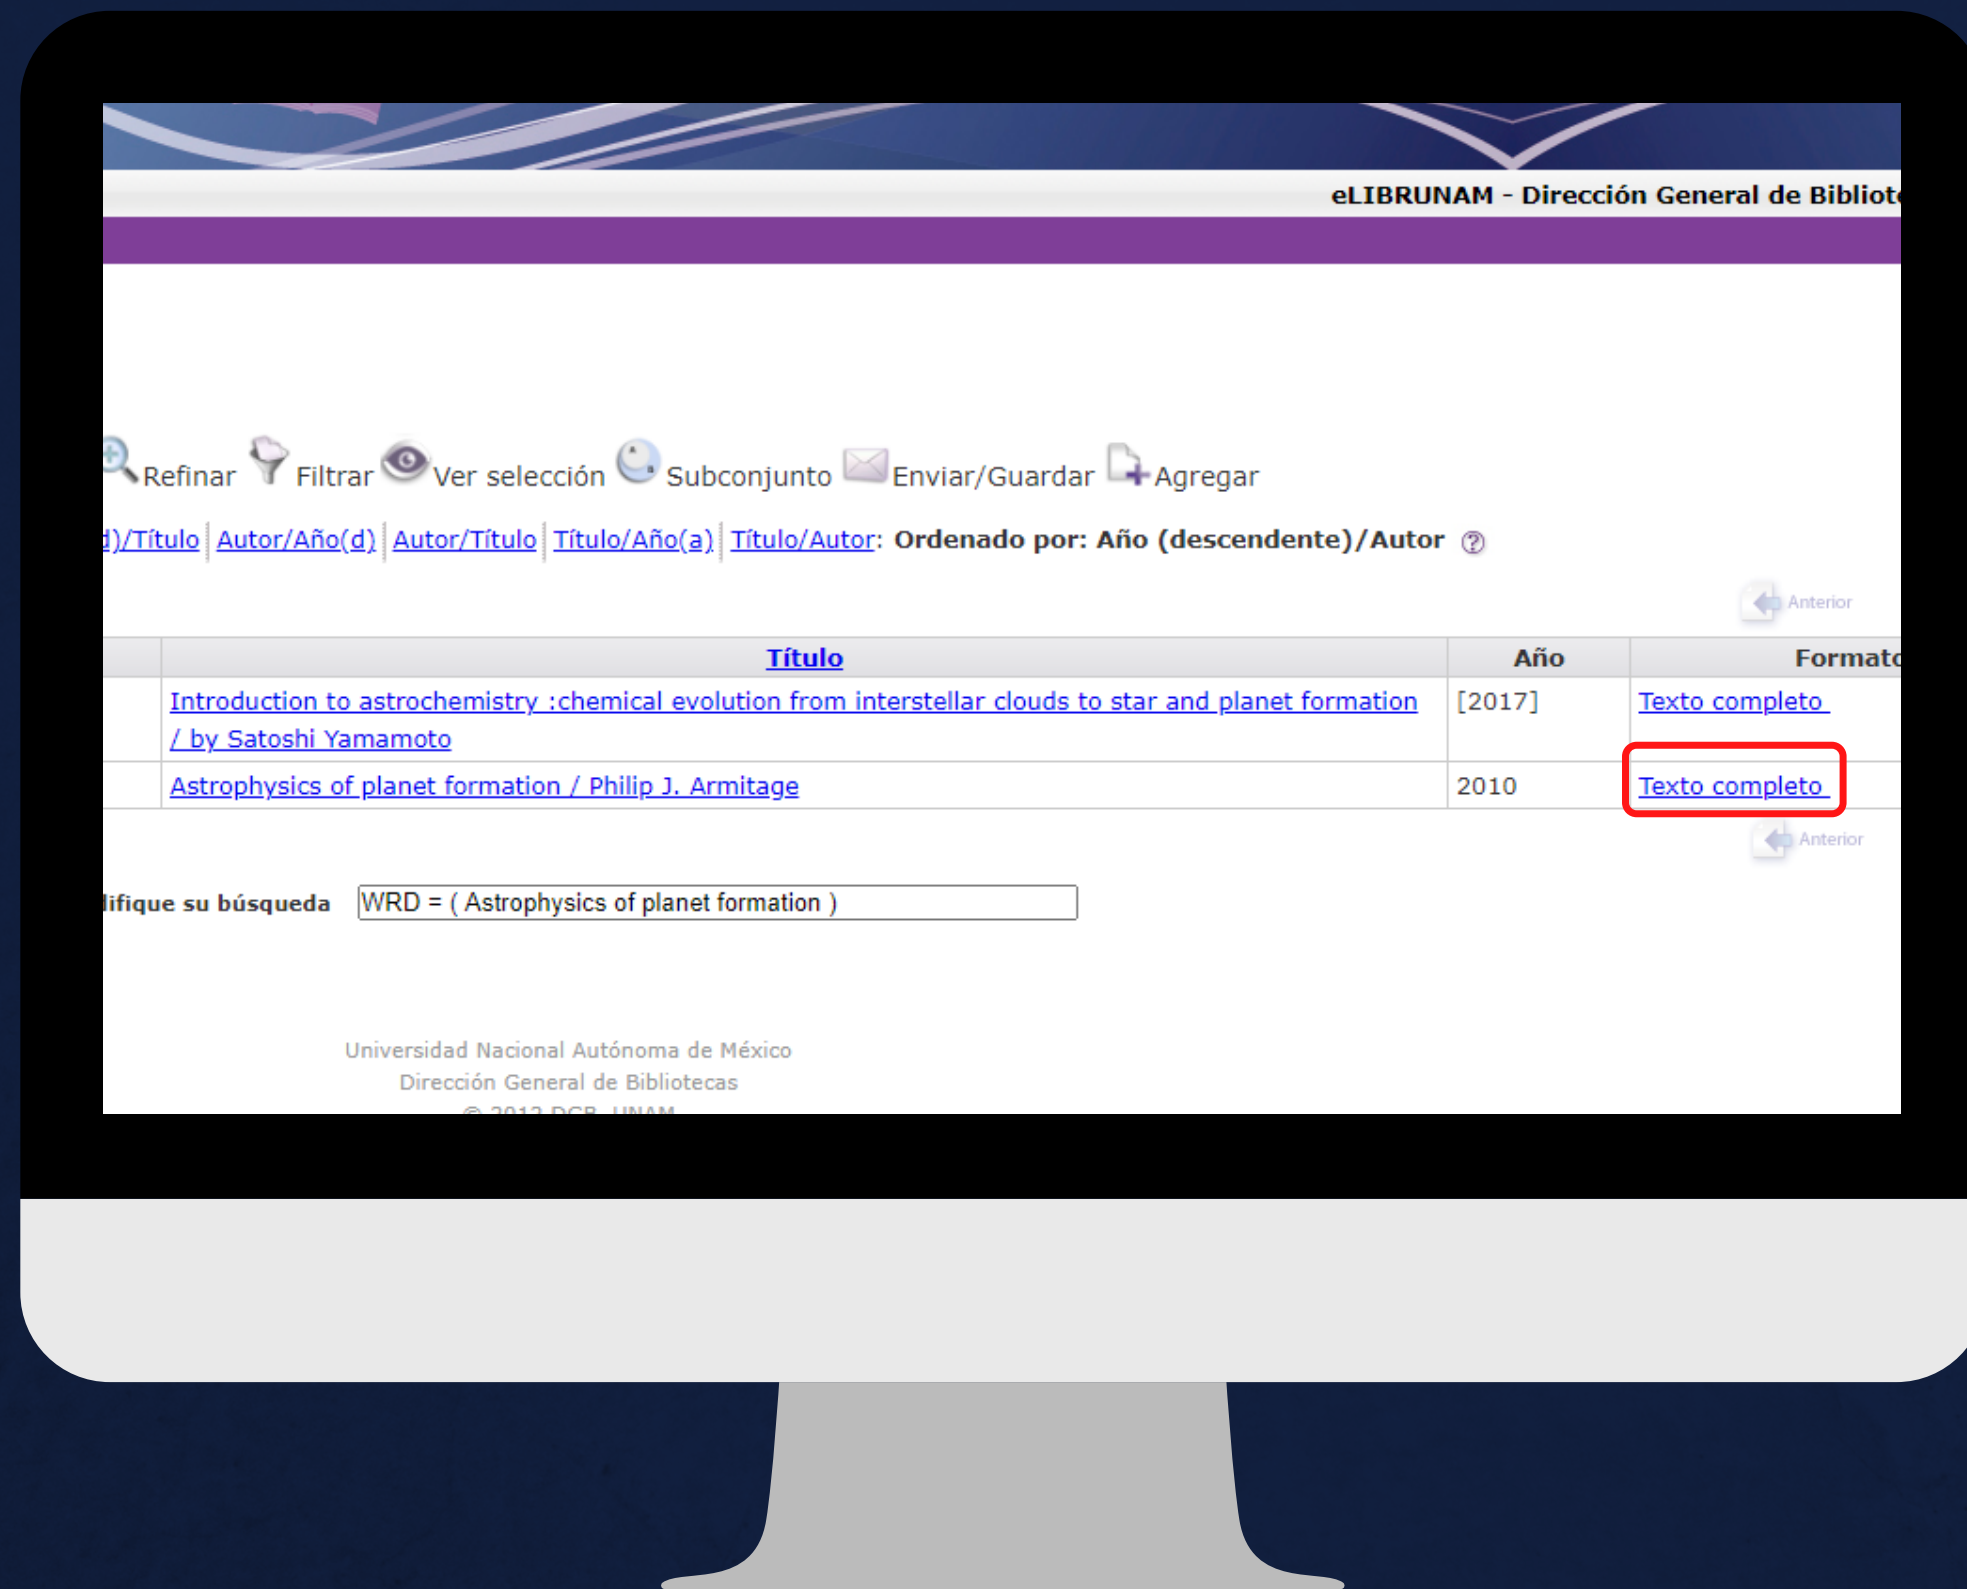 eLIBRUNAM - Dirección General de
Refinar Filtrar Ver selección Subconjunto Enviar/Guardar Agregar
)/Título Autor/Año(d) Autor/Título Título/Año(a) Título/Autor: Ordenado por: Año (descendente)/Autor ?
Anterior
Título Año Formato
Introduction to astrochemistry :chemical evolution from interstellar clouds to star and planet formation [2017] Texto completo
/ by Satoshi Yamamoto
Astrophysics of planet formation / Philip J. Armitage 2010 Texto completo
Anterior
su búsqueda WRD = ( Astrophysics of planet formation )
Universidad Nacional Autónoma de México
Dirección General de Bibliotecas
© 2012 DGB, UNAM